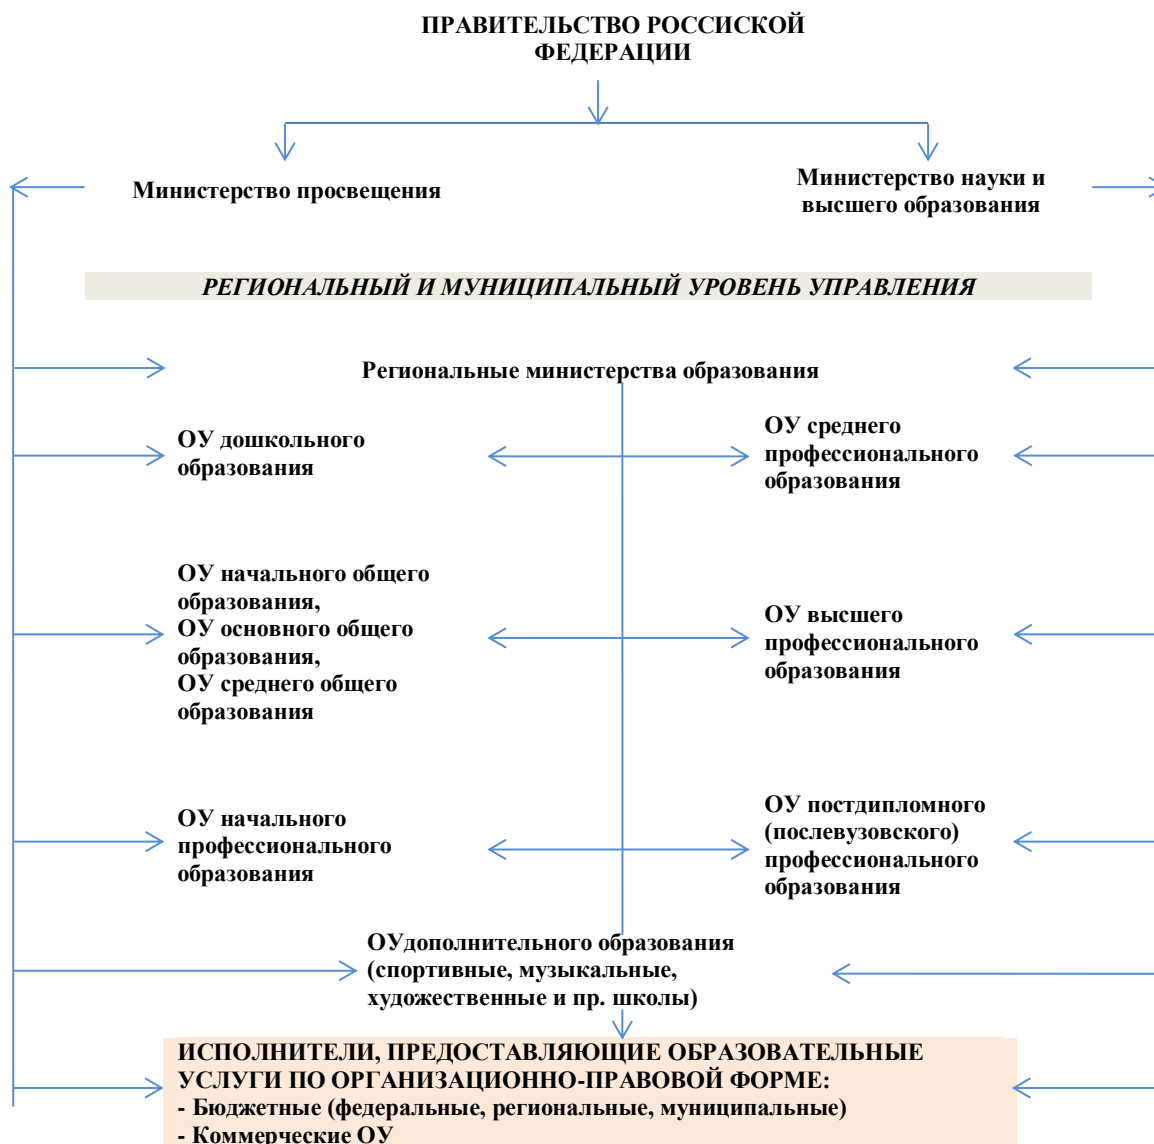 ПРАВИТЕЛЬСТВО РОССИСКОЙ
ФЕДЕРАЦИИ
Министерство просвещения
Министерство науки и
высшего образования
РЕГИОНАЛЬНЫЙ И МУНИЦИПАЛЬНЫЙ УРОВЕНЬ УПРАВЛЕНИЯ
Региональные министерства образования
ОУ дошкольного
образования
ОУ среднего
профессионального
образования
ОУ начального общего
образования,
ОУ основного общего
образования,
ОУ среднего общего
образования
ОУ высшего
профессионального
образования
ОУ начального
профессионального
образования
ОУ постдипломного
(послевузовского)
профессионального
образования
ОУдополнительного образования
(спортивные, музыкальные,
художественные и пр. школы)
ИСПОЛНИТЕЛИ, ПРЕДОСТАВЛЯЮЩИЕ ОБРАЗОВАТЕЛЬНЫЕ
УСЛУГИ ПО ОРГАНИЗАЦИОННО-ПРАВОВОЙ ФОРМЕ:
- Бюджетные (федеральные, региональные, муниципальные)
- Коммерческие ОУ